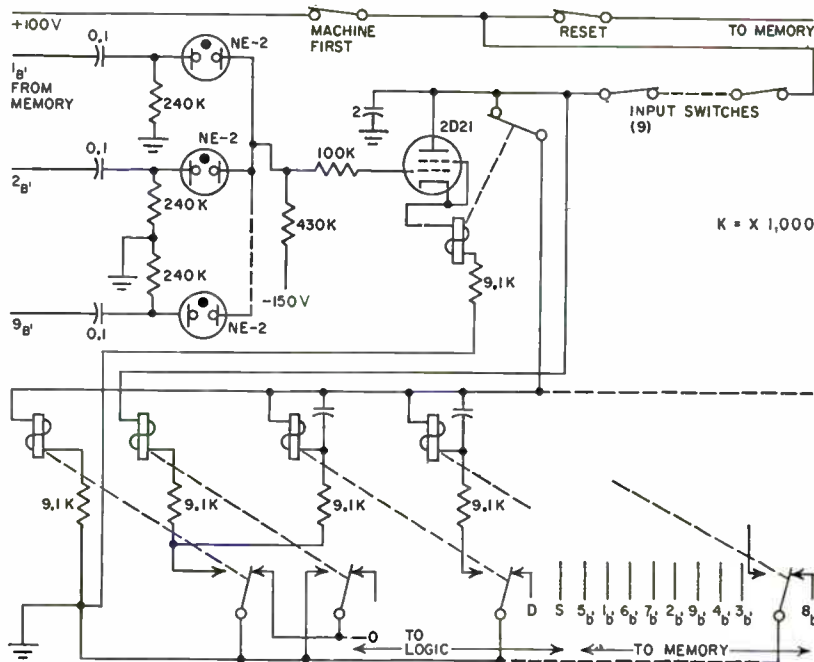 +100V
MACHINE FIRST
RESET
TO MEMORY
0.1
NE-2
1B'
FROM MEMORY
240K
2
2D21
INPUT SWITCHES
(9)
0.1
NE-2
100K
2B'
240K
430K
K = X 1,000
240K
9.1K
-150V
9B'
0.1
NE-2
9.1K
9.1K
9.1K
9.1K
D S 5b' 1b' 6b' 7b' 2b' 9b' 4b' 3b' 8b'
-O
TO LOGIC
TO MEMORY